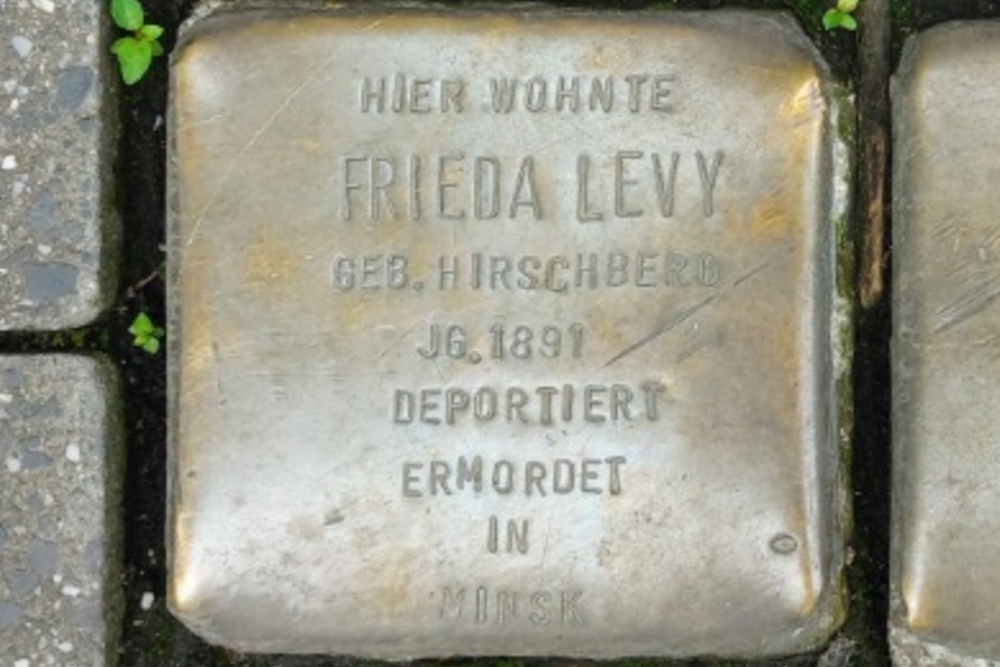 HIER WOHNTE
FRIEDA LEVY
GEB. HIRSCHBERG
JG. 1891
DEPORTIERT
ERMORDET
IN
MINSK